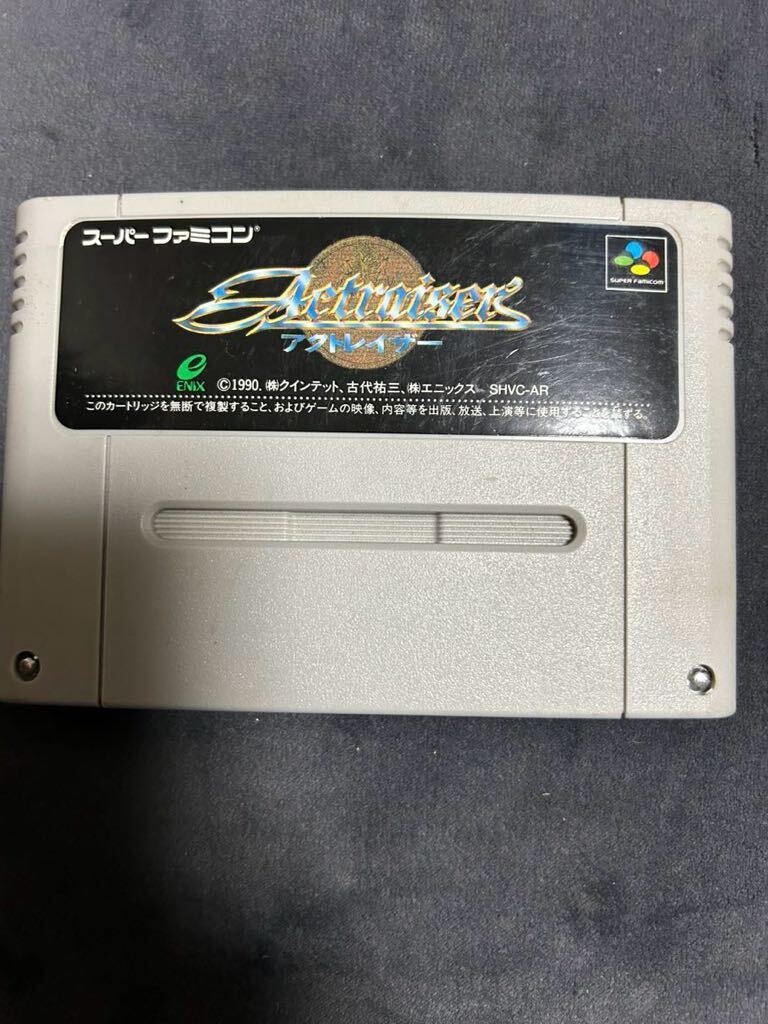 スーパーファミコン®
Actraiser
アクトレイザー
SUPER FAMICOM
ENIX
©1990. ㈱クインテット, 古代祐三, ㈱エニックス SHVC-AR
このカートリッジを無断で複製すること、およびゲームの映像、内容等を出版、放送、上演等に使用することを禁ずる。